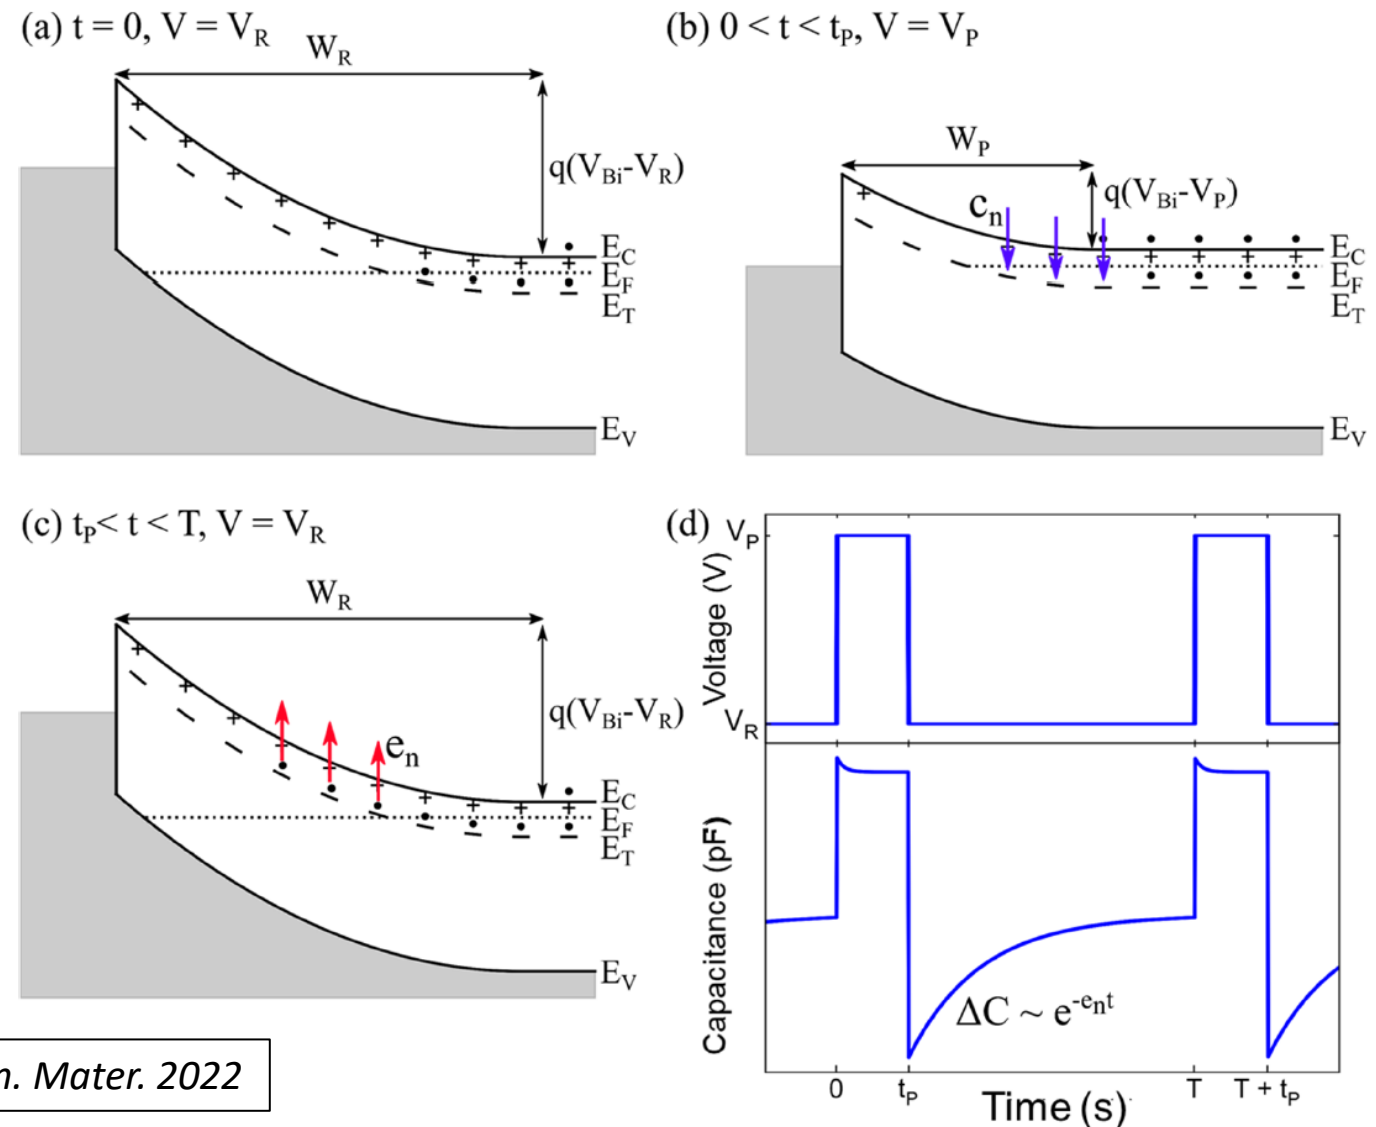 (a) t = 0, V = V_R
W_R
q(V_Bi-V_R)
E_C
E_F
E_T
E_V
(b) 0 < t < t_P, V = V_P
W_P
c_n
q(V_Bi-V_P)
E_C
E_F
E_T
E_V
(c) t_P< t < T, V = V_R
W_R
e_n
q(V_Bi-V_R)
E_C
E_F
E_T
E_V
(d)
V_P
Voltage (V)
V_R
Capacitance (pF)
ΔC ~ e^-e_nt
0 t_P T T + t_P
Time (s)
Mater. 2022